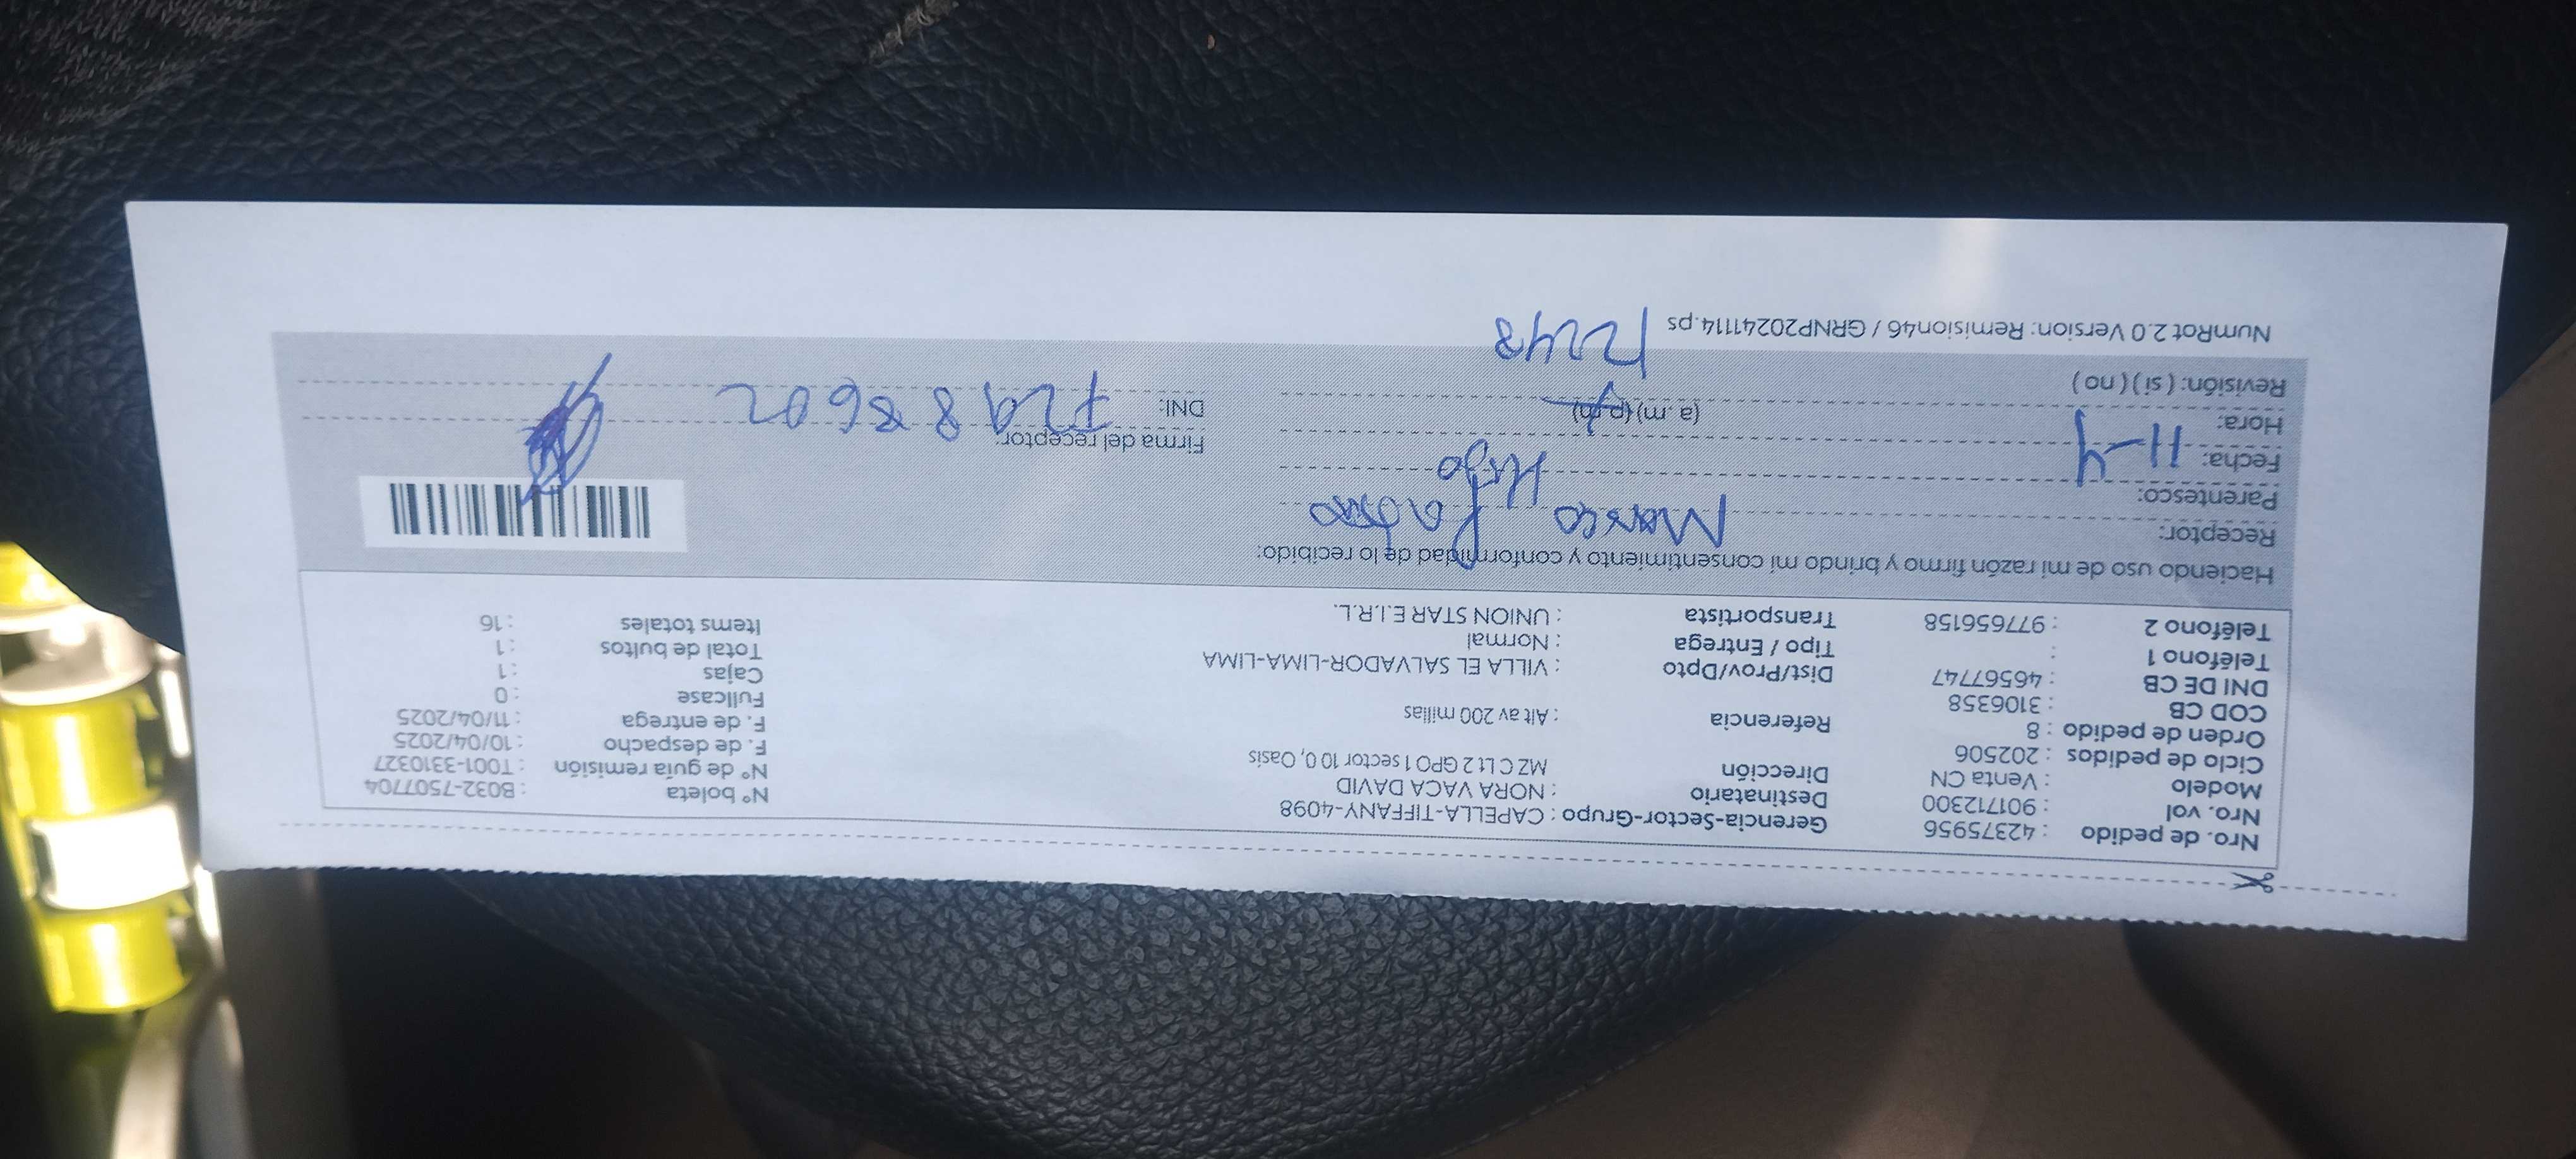 Nro. de pedido : 42375956
Nro. vol : 901712300
Modelo : Venta CN
Ciclo de pedidos : 202506
Orden de pedido : 8
COD CB : 3106358
DNI DE CB : 46567747
Teléfono 1 :
Teléfono 2 : 977656158
Gerencia-Sector-Grupo : CAPELLA-TIFFANY-4098
Destinatario : NORA VACA DAVID
Dirección MZ C Lt 2 GPO 1 sector 10 0, Oasis
Referencia : Alt av 200 millas
Dist/Prov/Dpto : VILLA EL SALVADOR-LIMA-LIMA
Tipo / Entrega : Normal
Transportista : UNION STAR E.I.R.L.
N° boleta : B032-7507704
N° de guía remisión : T001-3310327
F. de despacho : 10/04/2025
F. de entrega : 11/04/2025
Fullcase : 0
Cajas : 1
Total de bultos : 1
Items totales : 16
Haciendo uso de mi razón firmo y brindo mi consentimiento y conformidad de lo recibido:
Receptor: Marco
Parentesco: Hijo
Fecha: 11-4
Hora: (a.m) (p.m)
Revisión: ( si ) ( no )
Firma del receptor:
DNI: 72988602
NumRot 2.0 Version: Remision46 / GRNP20241114.ps
1248